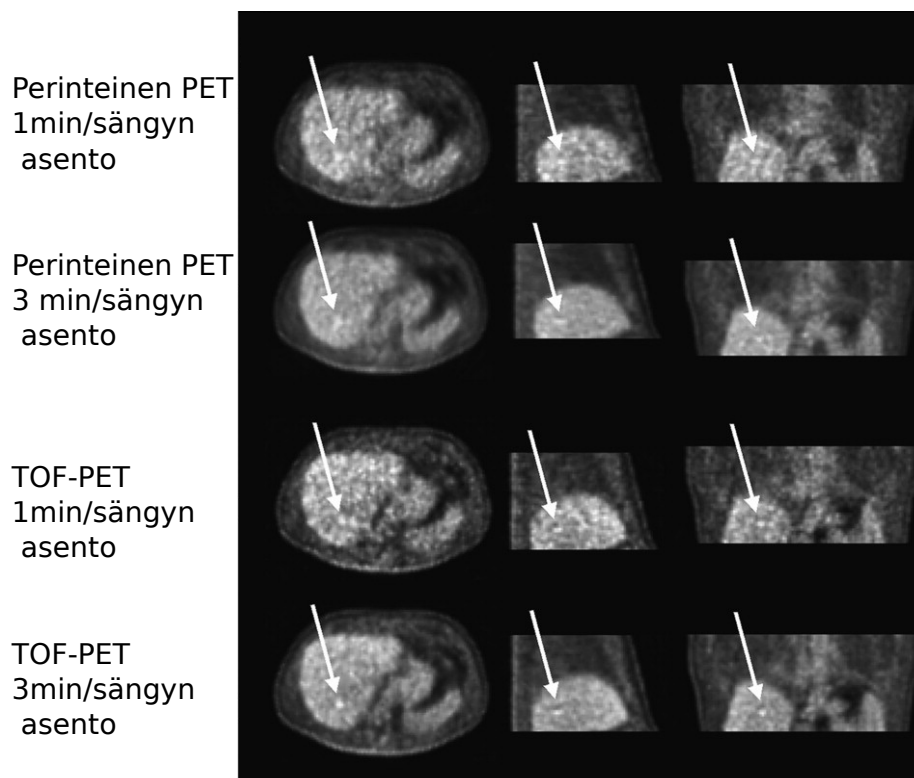 Perinteinen PET
1min/sängyn
asento
Perinteinen PET
3 min/sängyn
asento
TOF-PET
1min/sängyn
asento
TOF-PET
3min/sängyn
asento